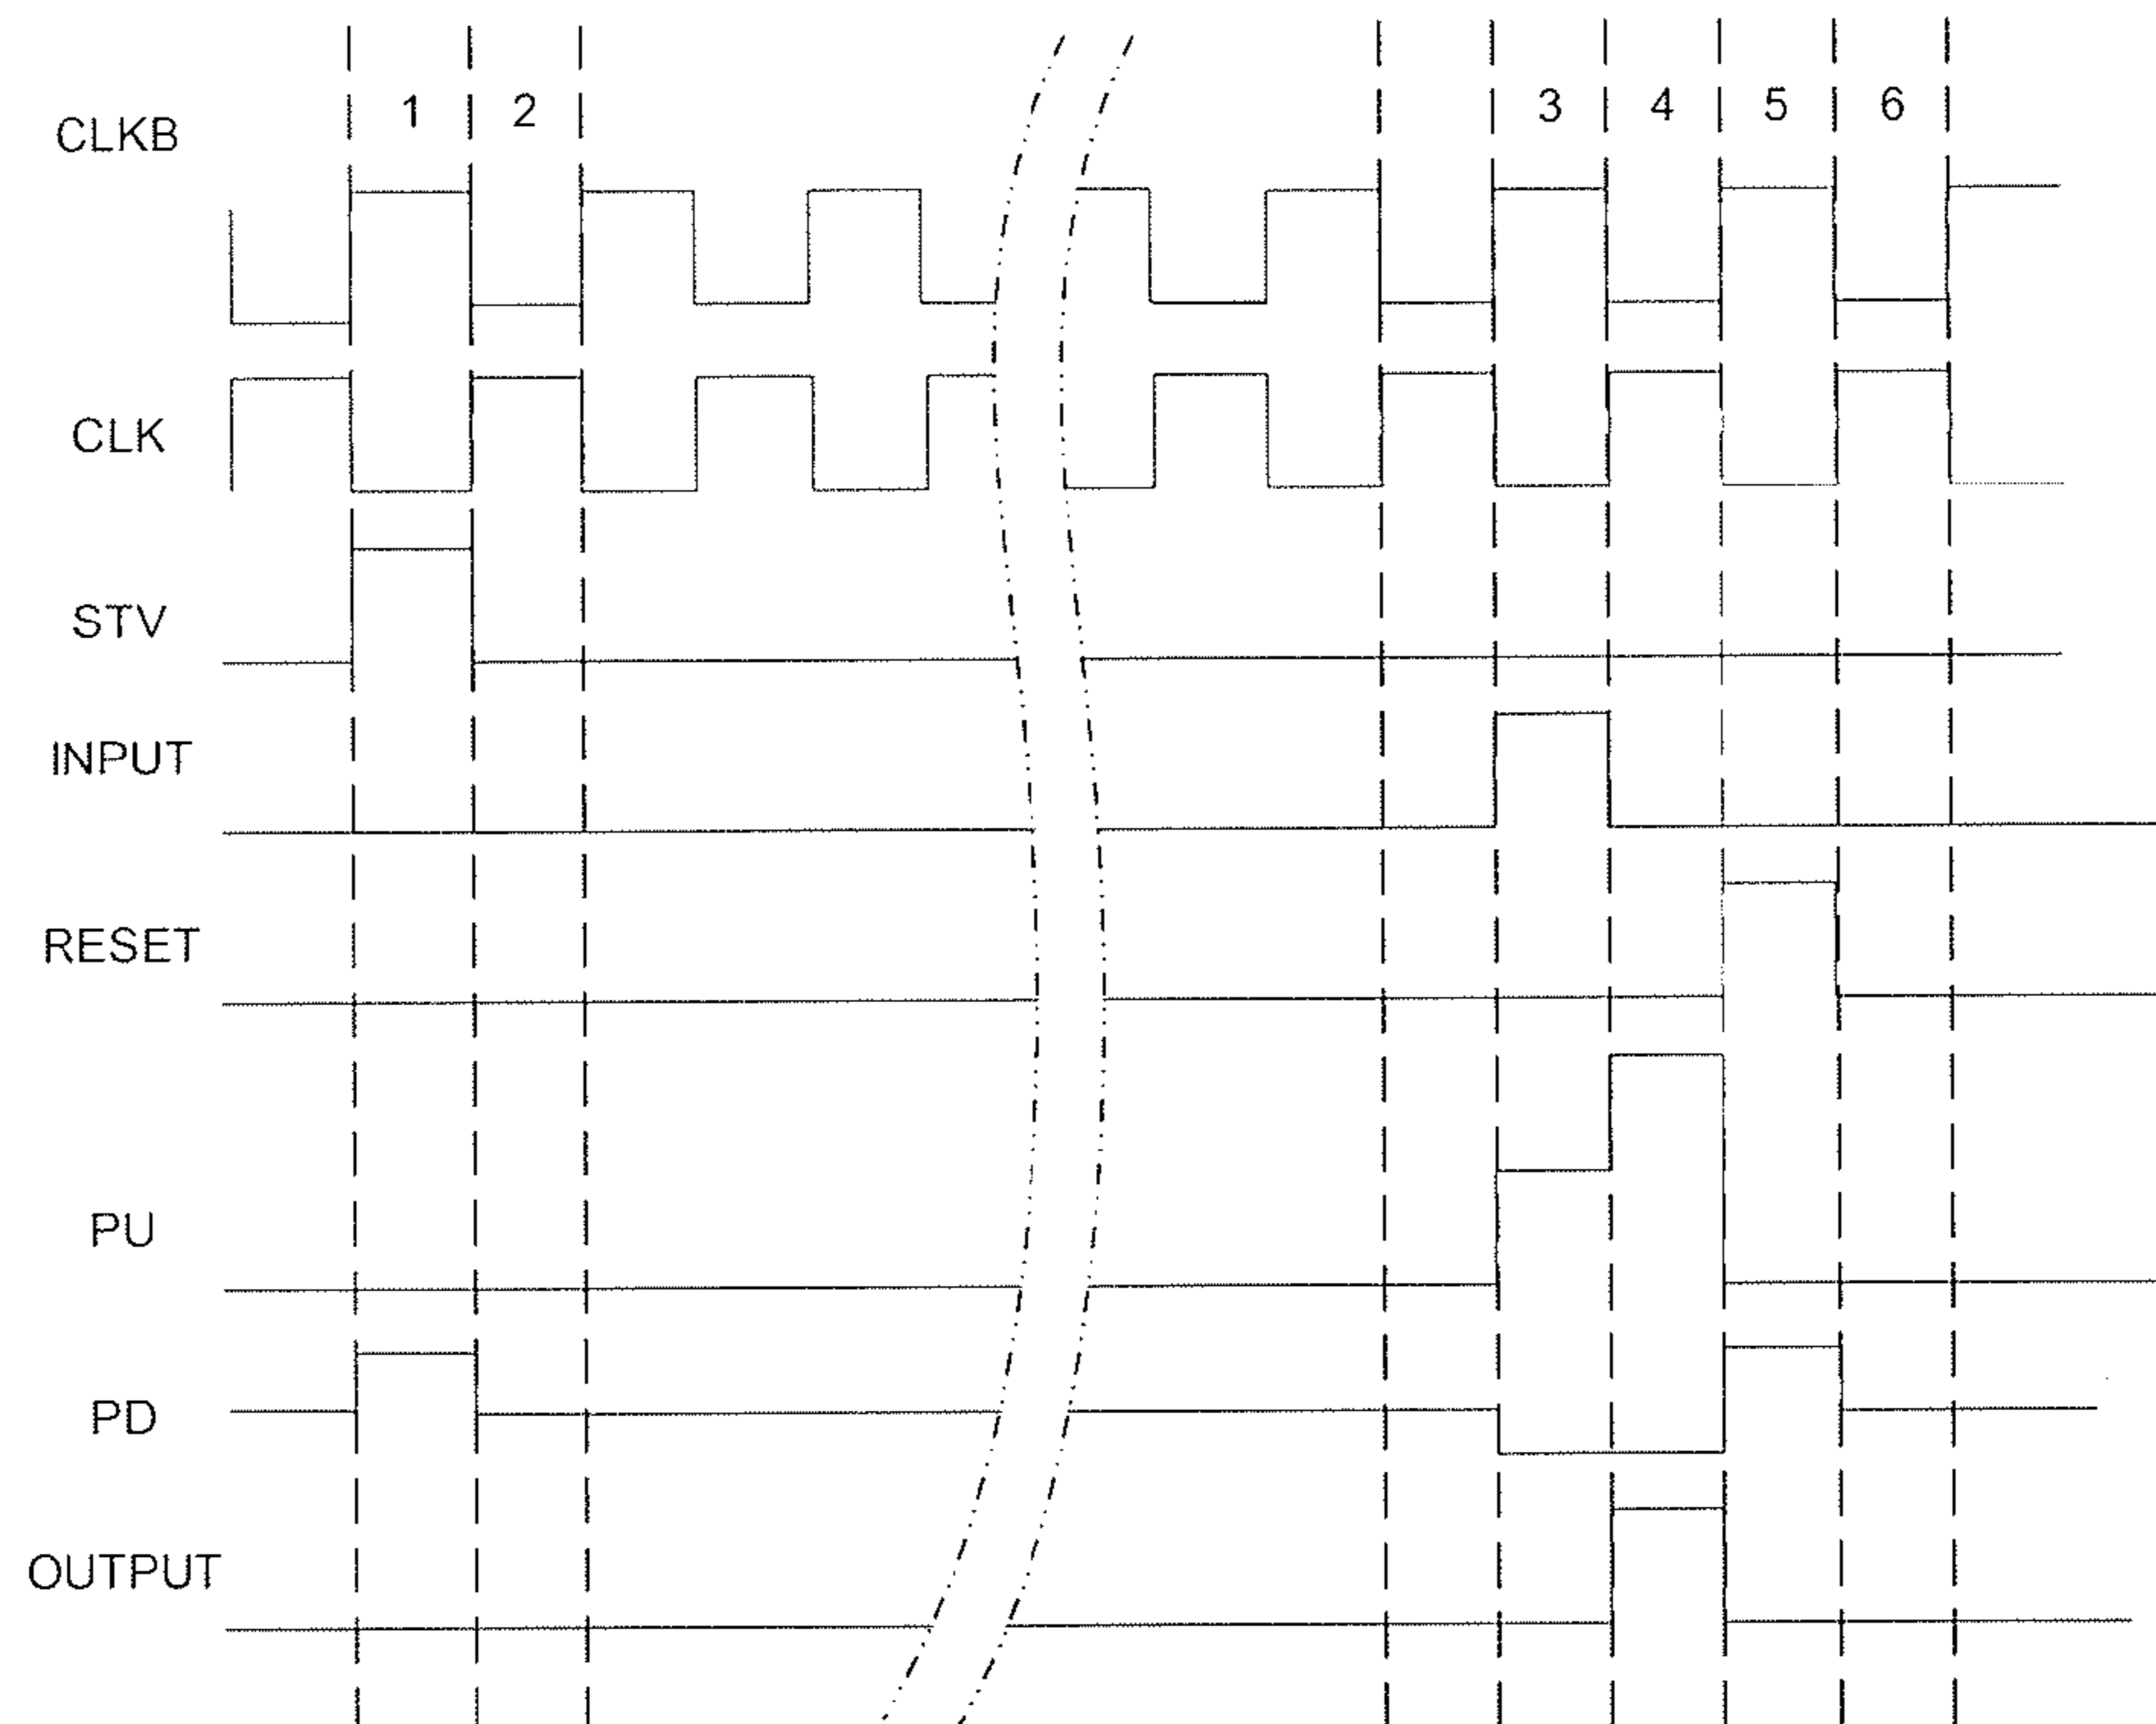 1 2 3 4 5 6
CLKB
CLK
STV
INPUT
RESET
PU
PD
OUTPUT